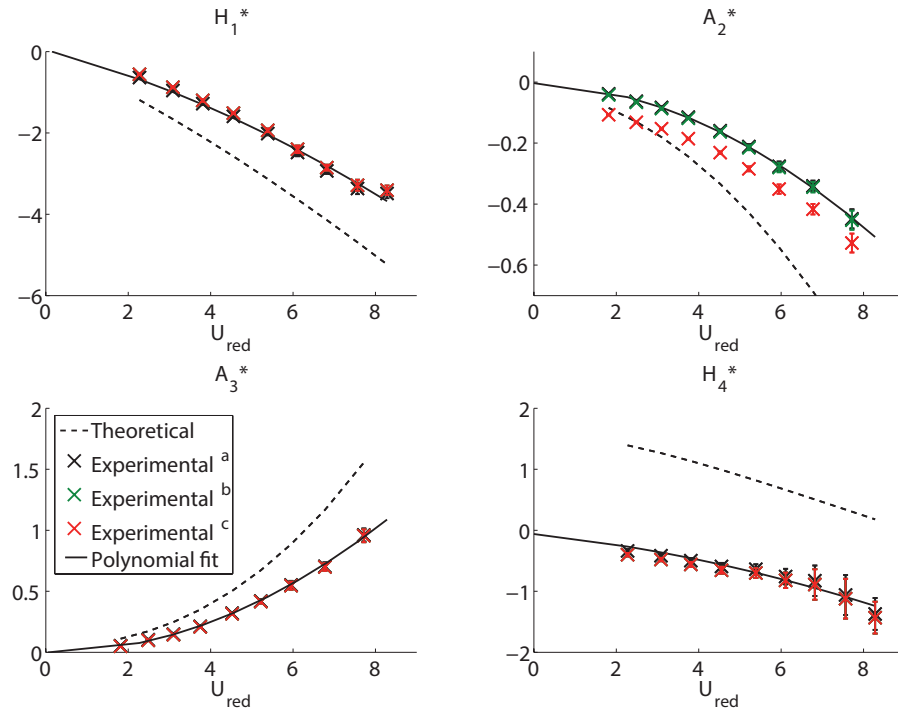 H1*
0
−2
−4
−6
0 2 4 6 8
Ured
A2*
0
−0.2
−0.4
−0.6
0 2 4 6 8
Ured
A3*
2
1.5
1
0.5
0
Theoretical
Experimental a
Experimental b
Experimental c
Polynomial fit
0 2 4 6 8
Ured
H4*
2
1
0
−1
−2
0 2 4 6 8
Ured